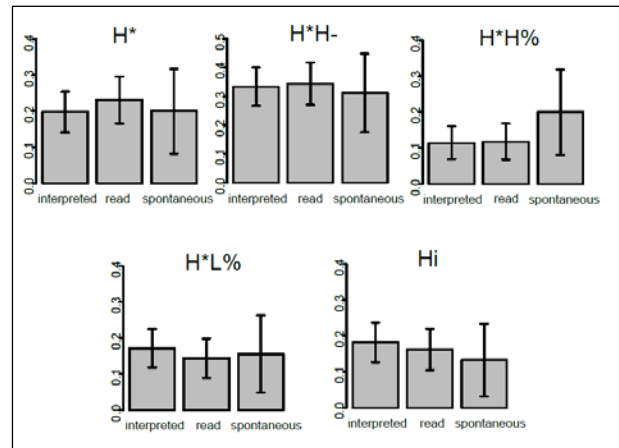 H*
0.0 0.1 0.2 0.3 0.4
interpreted read spontaneous
H*H-
0.0 0.1 0.2 0.3 0.4 0.5
interpreted read spontaneous
H*H%
0.0 0.1 0.2 0.3 0.4
interpreted read spontaneous
H*L%
0.0 0.1 0.2 0.3 0.4
interpreted read spontaneous
Hi
0.0 0.1 0.2 0.3 0.4
interpreted read spontaneous